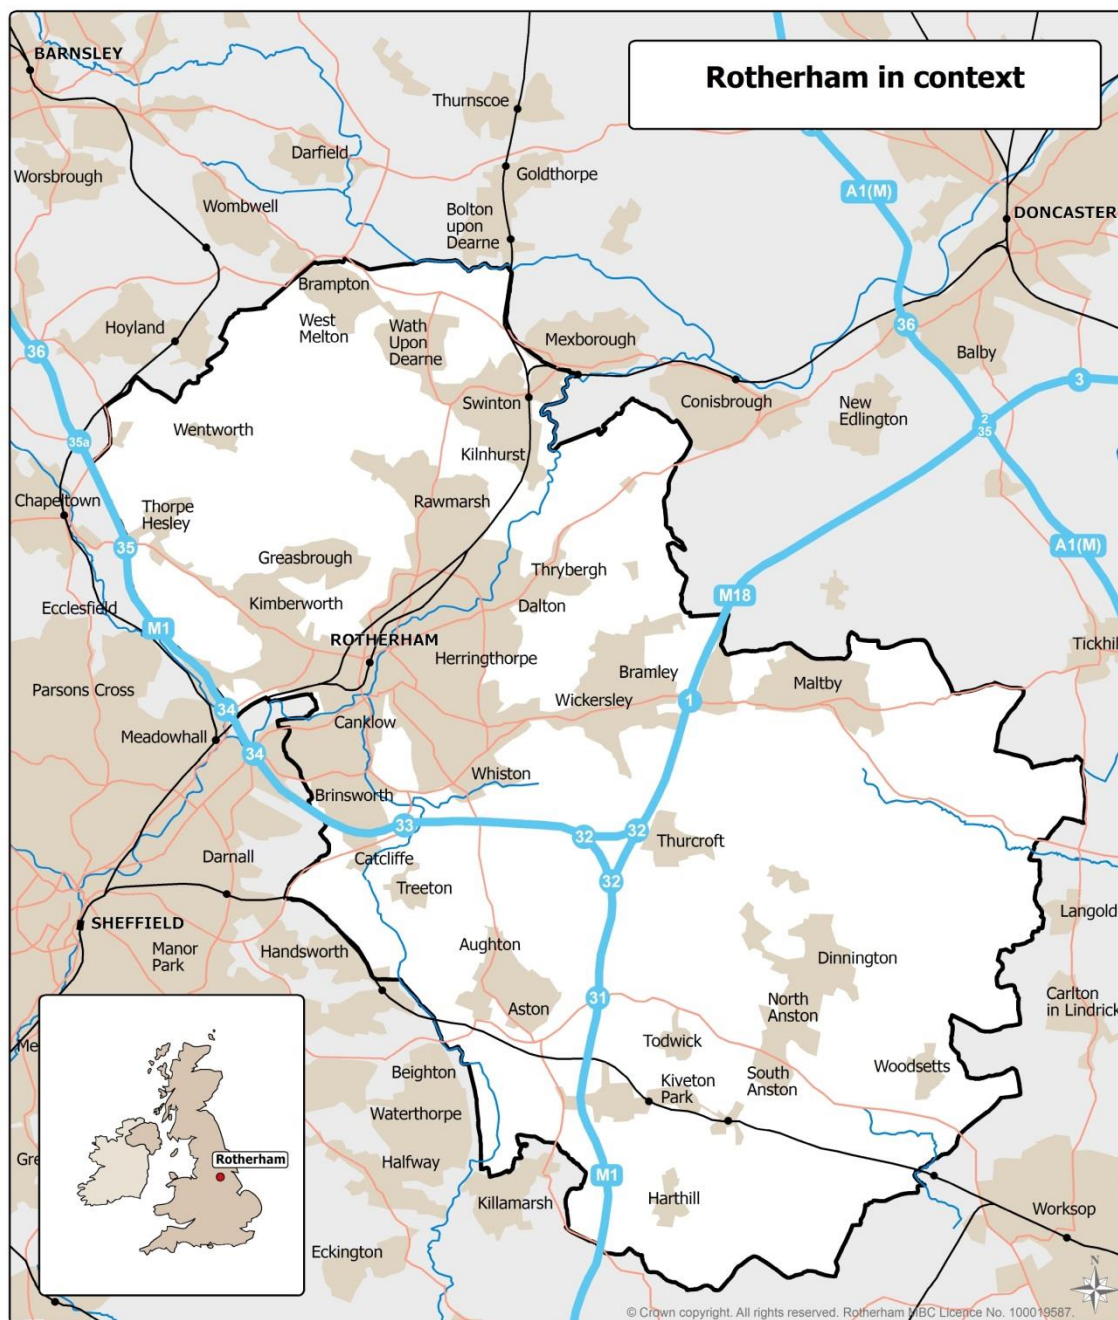 Rotherham in context
BARNSLEY
Thurnscoe
Darfield
Goldthorpe
Worsbrough
Wombwell
Bolton
upon
Dearne
A1(M)
DONCASTER
Brampton
Hoyland
West
Melton
Wath
Upon
Dearne
Mexborough
36
36
Balby
3
Swinton
Conisbrough
New
Edlington
2
35
Wentworth
35a
Kilnhurst
Chapeltown
Thorpe
Hesley
Rawmarsh
35
Greasbrough
A1(M)
Thrybergh
Ecclesfield
Kimberworth
Dalton
M18
M1
ROTHERHAM
Tickhil
Herringthorpe
Bramley
Parsons Cross
Maltby
Wickersley
1
34
Canklow
Meadowhall
34
Whiston
Brinsworth
33
32
32
Thurcroft
Darnall
Catcliffe
Treeton
32
SHEFFIELD
Langold
Manor
Park
Handsworth
Aughton
Dinnington
31
Aston
North
Anston
Carlton
in Lindrick
Todwick
Me
Beighton
Kiveton
Park
South
Anston
Woodsetts
Waterthorpe
Gre
Halfway
Rotherham
M1
Killamarsh
Harthill
Worksop
Eckington
N
© Crown copyright. All rights reserved. Rotherham MBC Licence No. 100019587.